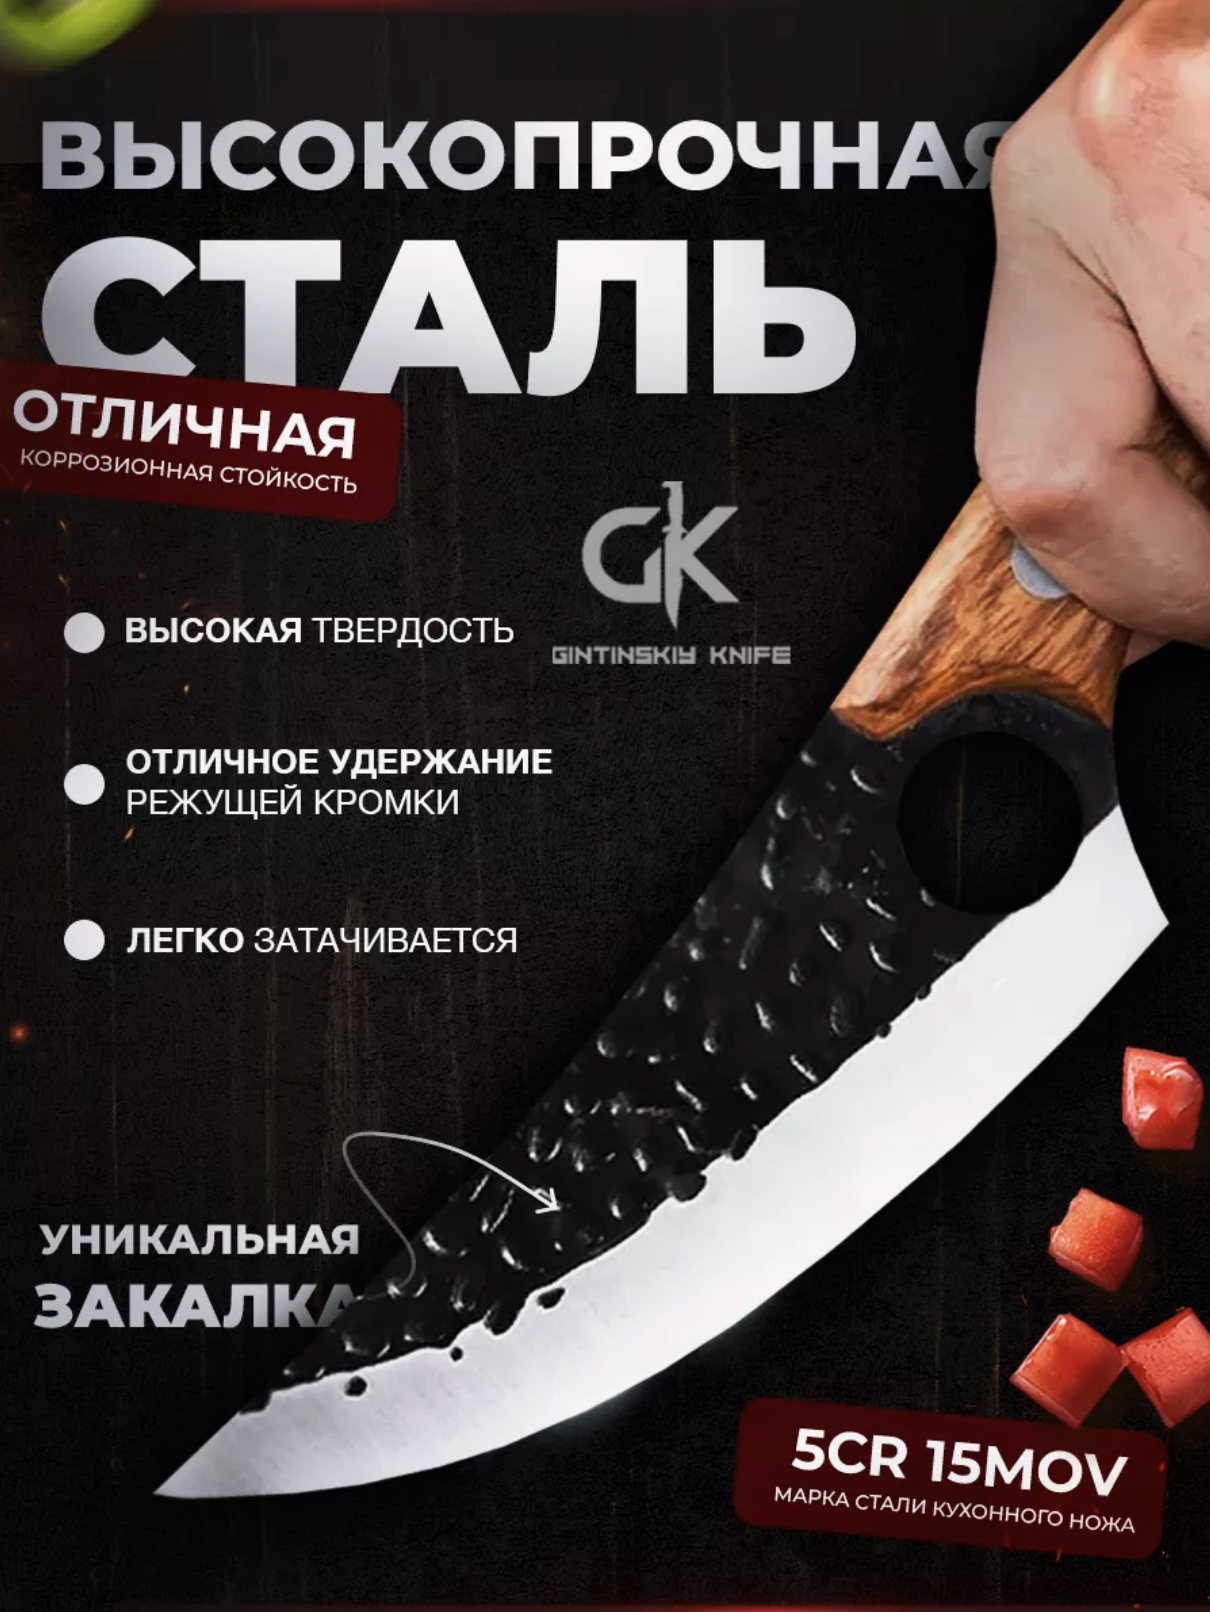 ВЫСОКОПРОЧНАЯ
СТАЛЬ
ОТЛИЧНАЯ
КОРРОЗИОННАЯ СТОЙКОСТЬ
GK
GINTINSKIY KNIFE
ВЫСОКАЯ ТВЕРДОСТЬ
ОТЛИЧНОЕ УДЕРЖАНИЕ
РЕЖУЩЕЙ КРОМКИ
ЛЕГКО ЗАТАЧИВАЕТСЯ
УНИКАЛЬНАЯ
ЗАКАЛКА
5CR 15MOV
МАРКА СТАЛИ КУХОННОГО НОЖА